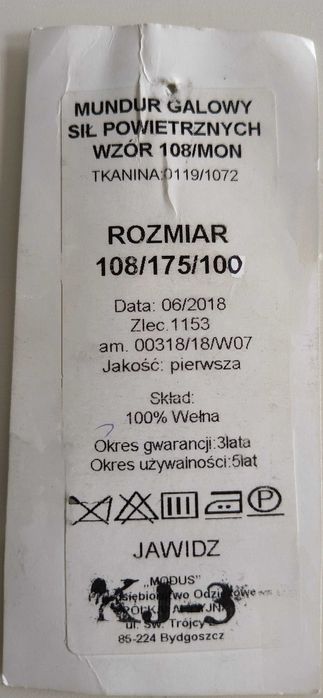 MUNDUR GALOWY
SIŁ POWIETRZNYCH
WZÓR 108/MON
TKANINA:0119/1072
ROZMIAR
108/175/100
Data: 06/2018
Zlec.1153
am. 00318/18/W07
Jakość: pierwsza
Skład:
100% Wełna
Okres gwarancji:3lata
Okres używalności:5lat
P
JAWIDZ
„MODUS"
KJ-3
ul. Św. Trójcy
85-224 Bydgoszcz